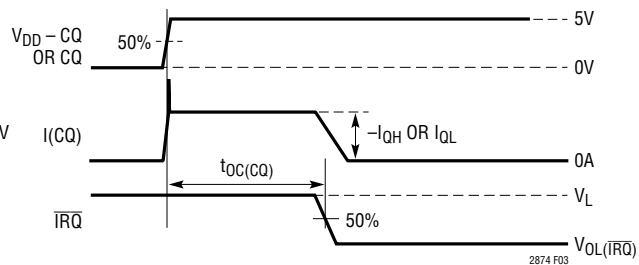 V_DD – CQ
OR CQ
50%
5V
0V
V
I(CQ)
–I_QH OR I_QL
0A
t_OC(CQ)
V_L
IRQ
50%
V_OL(IRQ)
2874 F03